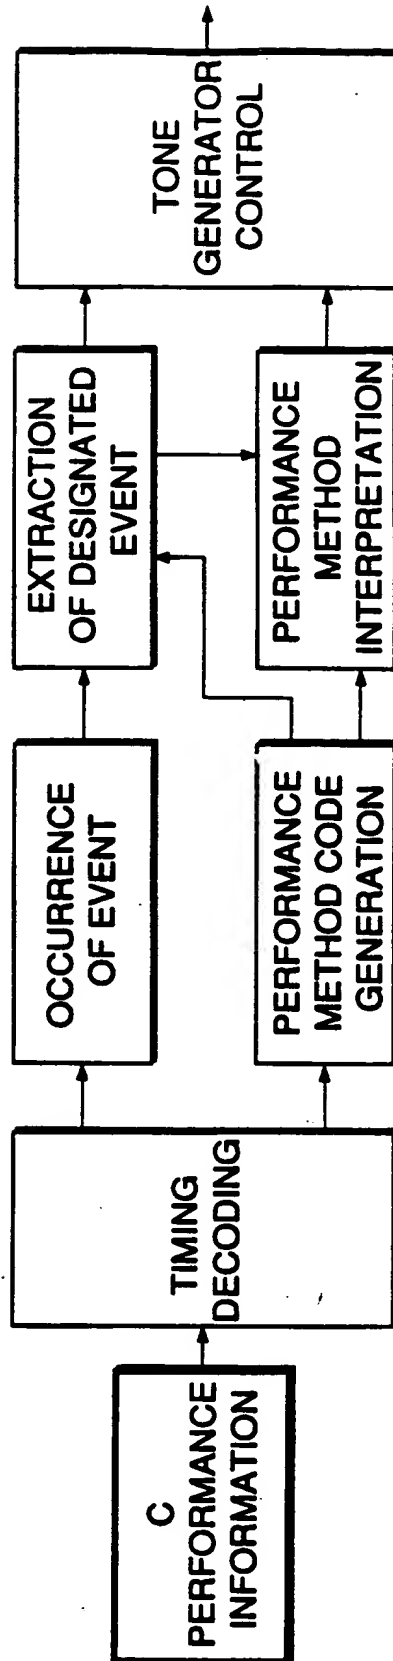 C
PERFORMANCE
INFORMATION
TIMING
DECODING
OCCURRENCE
OF EVENT
PERFORMANCE
METHOD CODE
GENERATION
EXTRACTION
OF DESIGNATED
EVENT
PERFORMANCE
METHOD
INTERPRETATION
TONE
GENERATOR
CONTROL